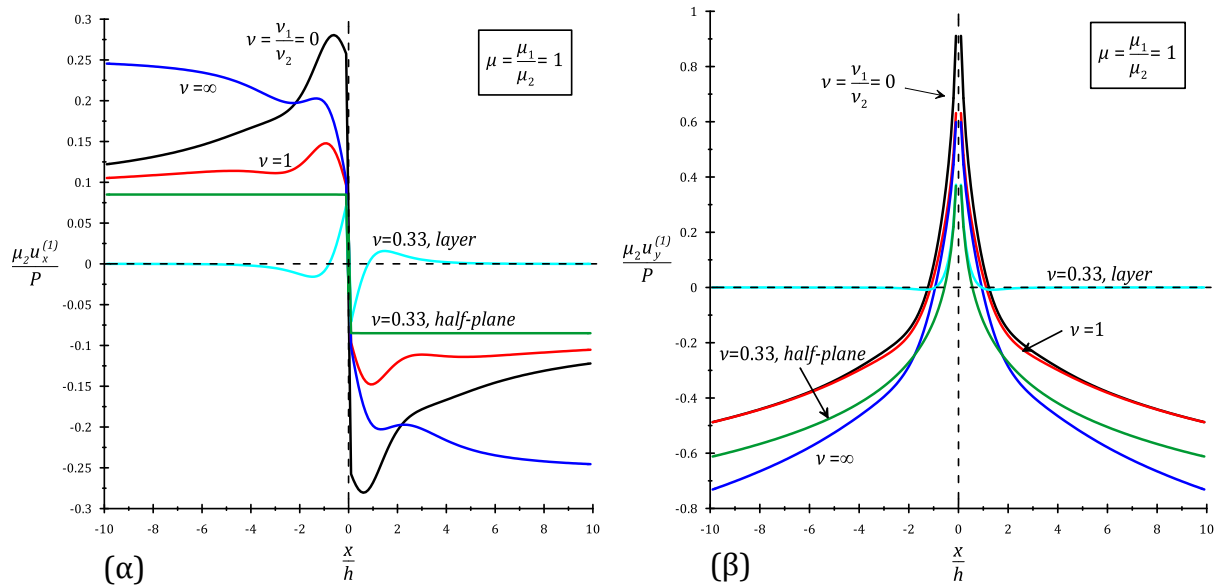 0.3
0.25
0.2
0.15
0.1
0.05
0
-0.05
-0.1
-0.15
-0.2
-0.25
-0.3
-10 -8 -6 -4 -2 0 2 4 6 8 10
μ₂u_x^(1) / P
x / h
ν = ν₁/ν₂ = 0
μ = μ₁/μ₂ = 1
ν=∞
ν=1
ν=0.33, layer
ν=0.33, half-plane
(α)
1
0.8
0.6
0.4
0.2
0
-0.2
-0.4
-0.6
-0.8
-10 -8 -6 -4 -2 0 2 4 6 8 10
μ₂u_y^(1) / P
x / h
ν = ν₁/ν₂ = 0
μ = μ₁/μ₂ = 1
ν=0.33, layer
ν=1
ν=0.33, half-plane
ν=∞
(β)